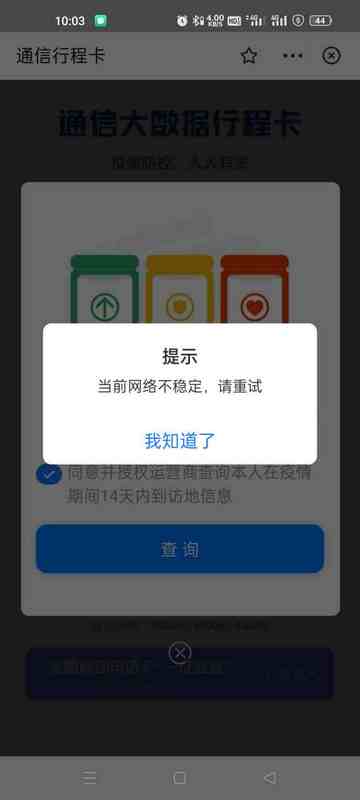 10:03
4.00
KB/S
HD1
4G
4G
44
通信行程卡
通信大数据行程卡
疫情防控，人人有责
提示
当前网络不稳定，请重试
我知道了
同意并授权运营商查询本人在疫情
期间14天内到访地信息
查询